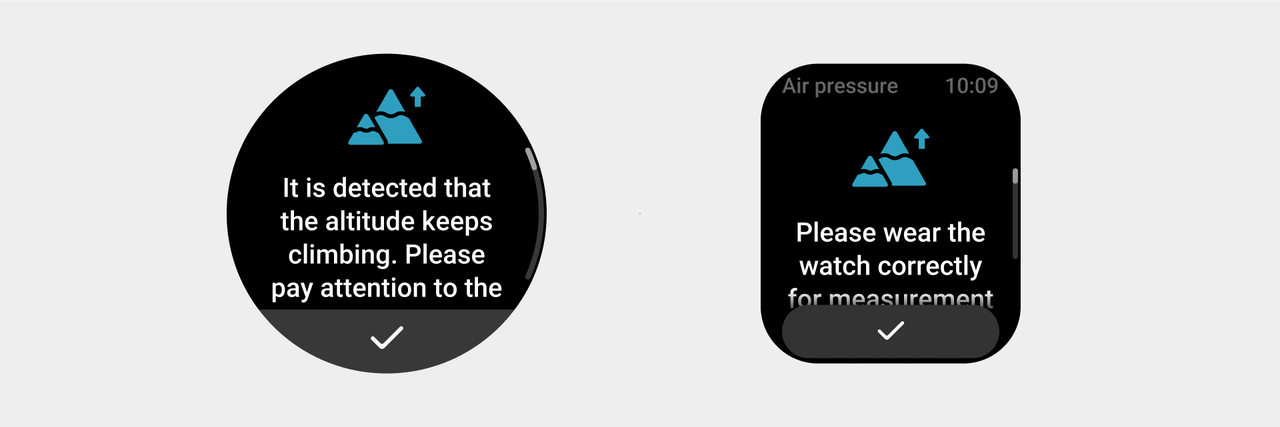 It is detected that
the altitude keeps
climbing. Please
pay attention to the
Air pressure 10:09
Please wear the
watch correctly
for measurement